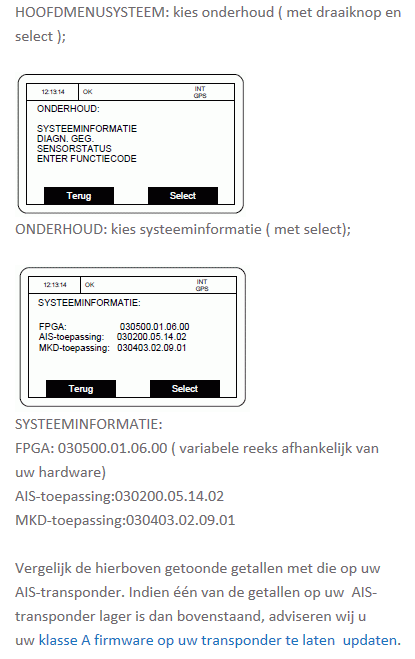 HOOFDMENUSYSTEEM: kies onderhoud ( met draaiknop en
select );
12:13:14 OK INT
GPS
ONDERHOUD:
SYSTEEMINFORMATIE
DIAGN. GEG.
SENSORSTATUS
ENTER FUNCTIECODE
Terug Select
ONDERHOUD: kies systeeminformatie ( met select);
12:13:14 OK INT
GPS
SYSTEEMINFORMATIE:
FPGA: 030500.01.06.00
AIS-toepassing: 030200.05.14.02
MKD-toepassing: 030403.02.09.01
Terug Select
SYSTEEMINFORMATIE:
FPGA: 030500.01.06.00 ( variabele reeks afhankelijk van
uw hardware)
AIS-toepassing:030200.05.14.02
MKD-toepassing:030403.02.09.01
Vergelijk de hierboven getoonde getallen met die op uw
AIS-transponder. Indien één van de getallen op uw  AIS-
transponder lager is dan bovenstaand, adviseren wij u
uw klasse A firmware op uw transponder te laten  updaten.